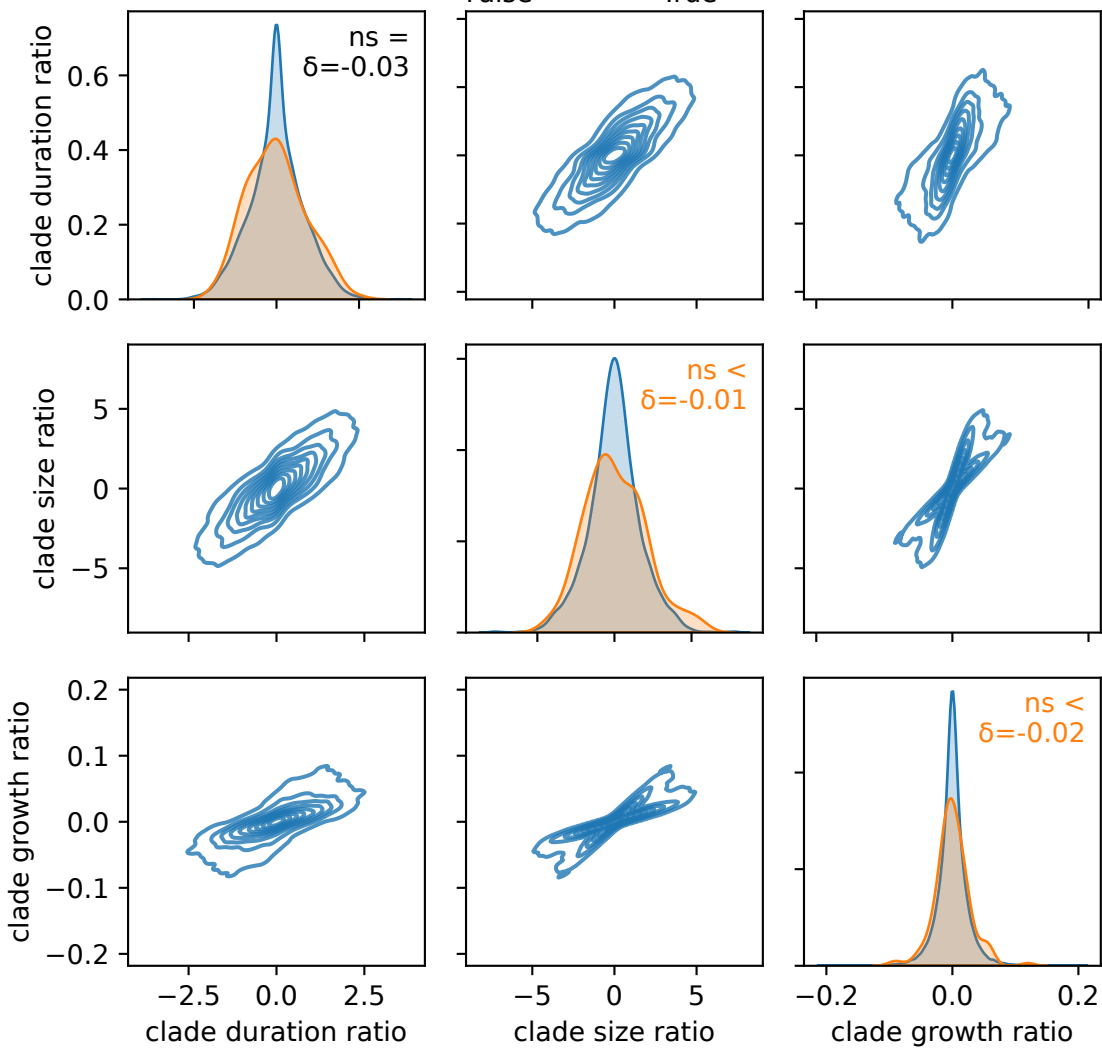 ns =
δ=-0.03
clade duration ratio
0.6
0.4
0.2
0.0
ns <
δ=-0.01
clade size ratio
5
0
−5
ns <
δ=-0.02
clade growth ratio
0.2
0.1
0.0
−0.1
−0.2
−2.5 0.0 2.5
−5 0 5
−0.2 0.0 0.2
clade duration ratio
clade size ratio
clade growth ratio